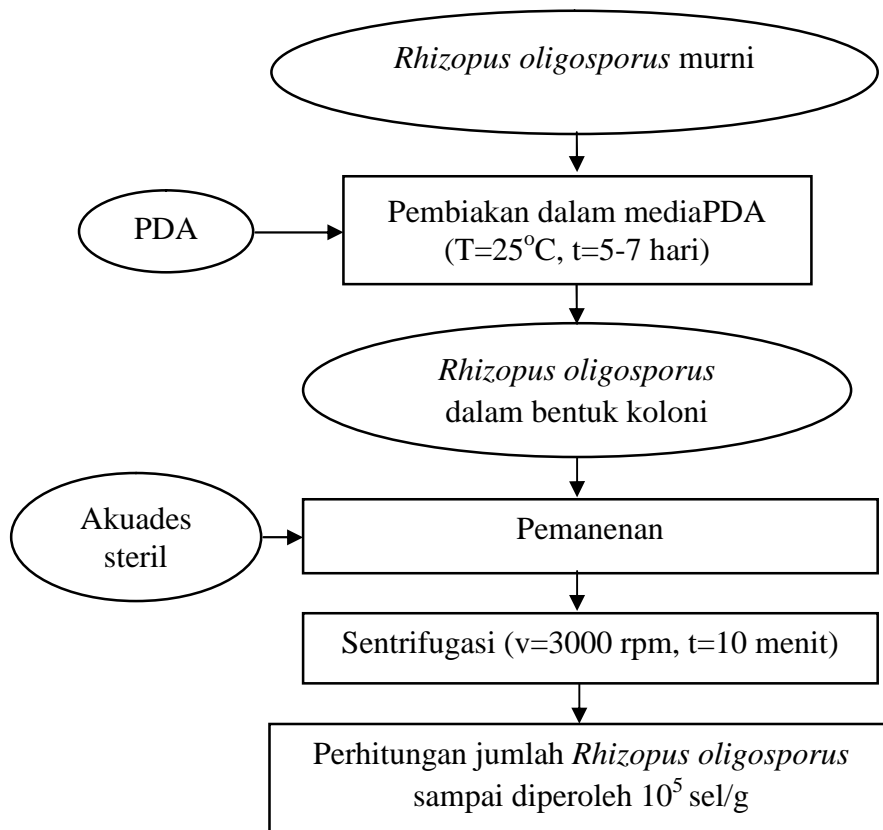 Rhizopus oligosporus murni
PDA
Pembiakan dalam mediaPDA
(T=25°C, t=5-7 hari)
Rhizopus oligosporus
dalam bentuk koloni
Akuades
steril
Pemanenan
Sentrifugasi (v=3000 rpm, t=10 menit)
Perhitungan jumlah Rhizopus oligosporus
sampai diperoleh 10⁵ sel/g